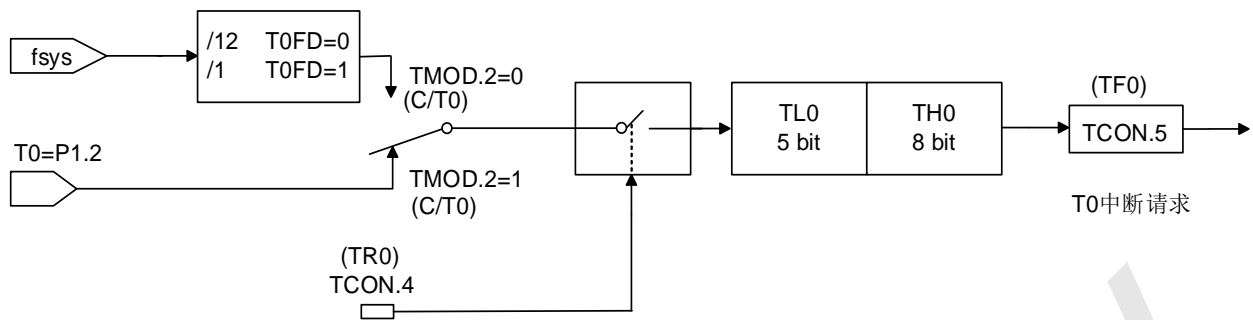 fsys
/12 T0FD=0
/1 T0FD=1
TMOD.2=0
(C/T0)
T0=P1.2
TMOD.2=1
(C/T0)
(TR0)
TCON.4
TL0
5 bit
TH0
8 bit
(TF0)
TCON.5
T0中断请求